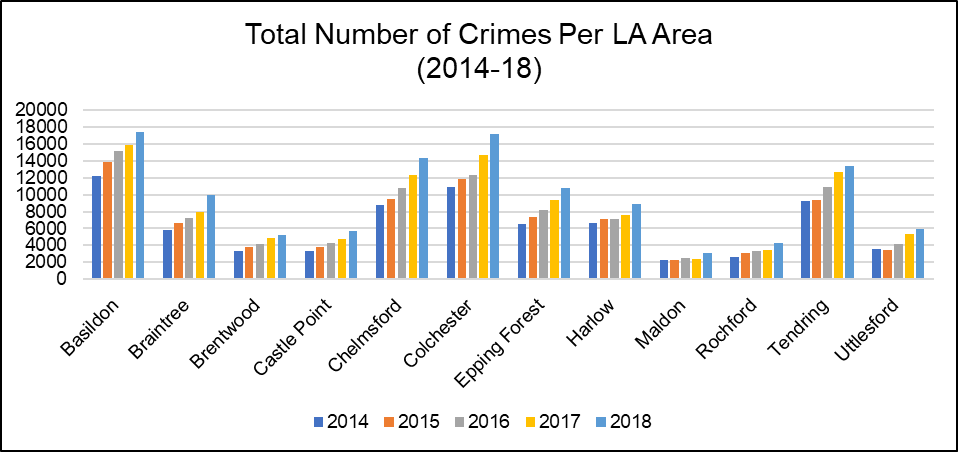 Total Number of Crimes Per LA Area
(2014-18)
20000
18000
16000
14000
12000
10000
8000
6000
4000
2000
0
Basildon
Braintree
Brentwood
Castle Point
Chelmsford
Colchester
Epping Forest
Harlow
Maldon
Rochford
Tendring
Uttlesford
2014 2015 2016 2017 2018